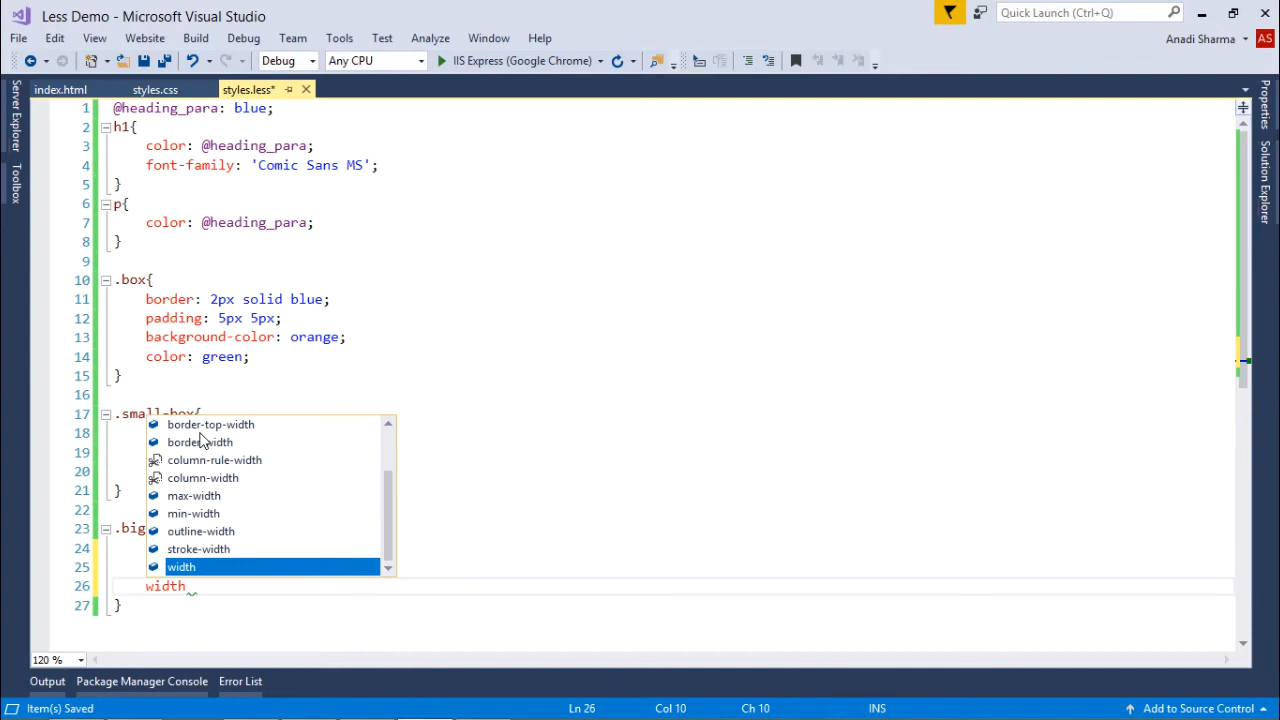 Less Demo - Microsoft Visual Studio
Quick Launch (Ctrl+Q)
File Edit View Website Build Debug Team Tools Test Analyze Window Help
Anadi Sharma AS
Debug Any CPU IIS Express (Google Chrome)
index.html styles.css styles.less*
Server Explorer
Toolbox
Properties
Solution Explorer
1 @heading_para: blue;
2 h1{
3 color: @heading_para;
4 font-family: 'Comic Sans MS';
5 }
6 p{
7 color: @heading_para;
8 }
9
10 .box{
11 border: 2px solid blue;
12 padding: 5px 5px;
13 background-color: orange;
14 color: green;
15 }
16
17 .small-box{
18
19
20
21 }
22
23 .big
24
25
26 width
27 }
border-top-width
border-width
column-rule-width
column-width
max-width
min-width
outline-width
stroke-width
width
120 %
Output Package Manager Console Error List
Item(s) Saved Ln 26 Col 10 Ch 10 INS Add to Source Control